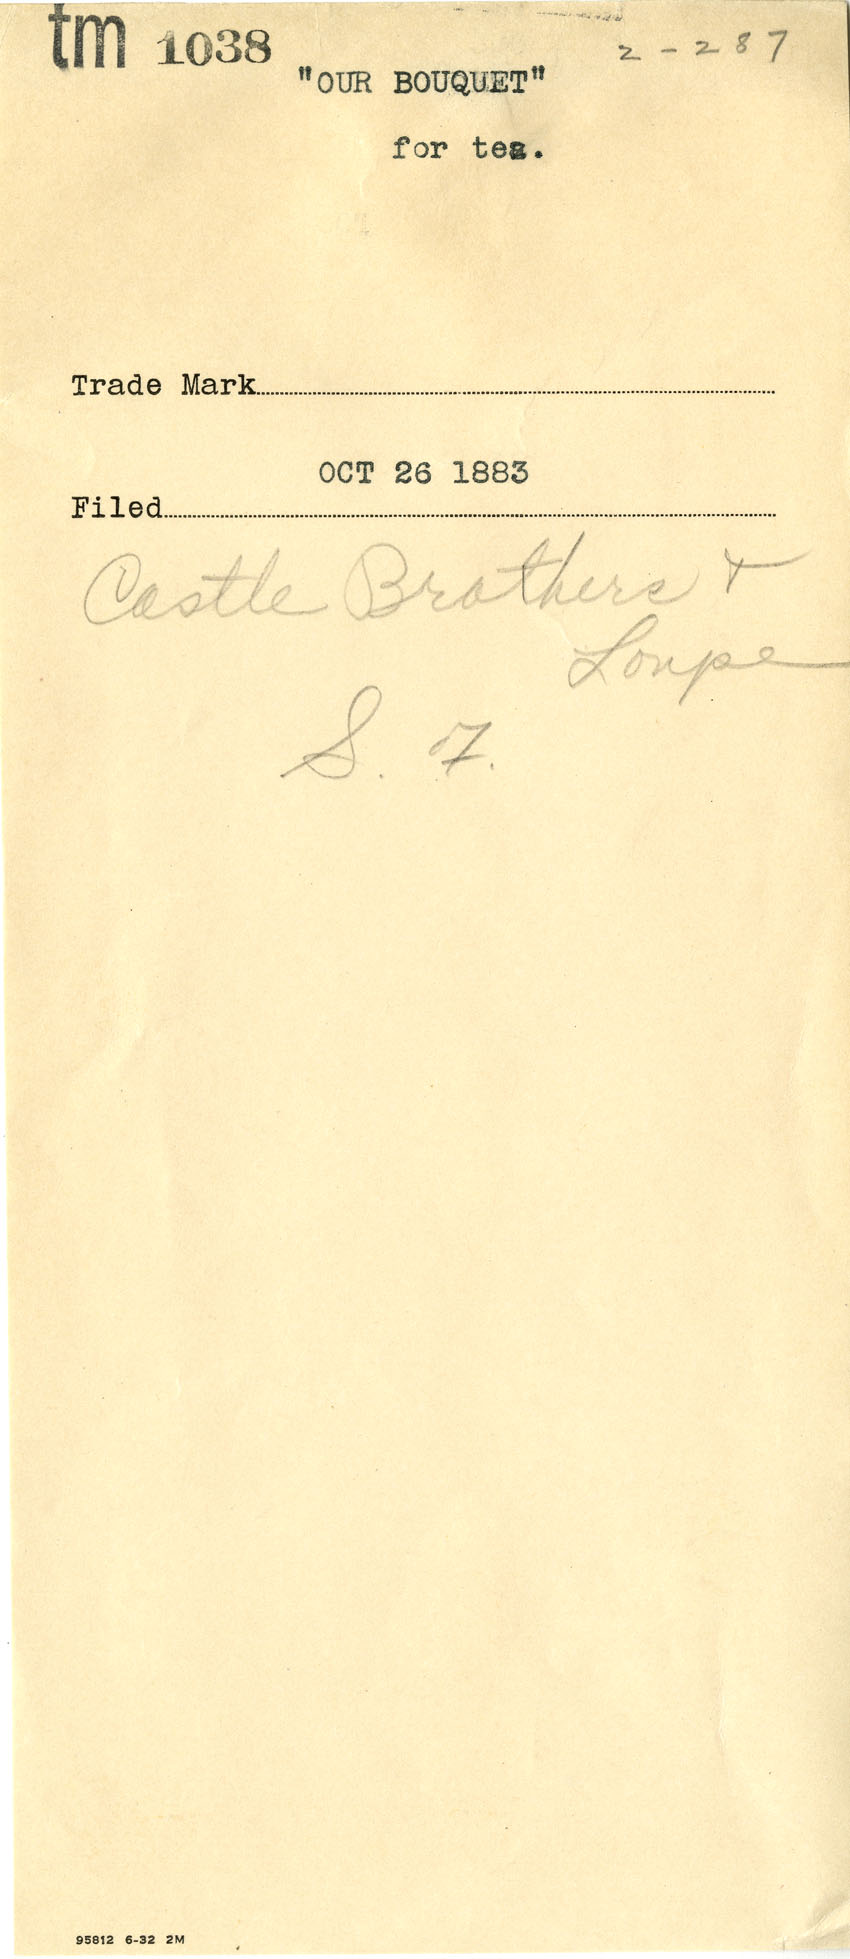 tm 1038
2-287
"OUR BOUQUET"
for tea.
Trade Mark
OCT 26 1883
Filed
Castle Brothers &
Loupe
S. F.
95812 6-32 2M